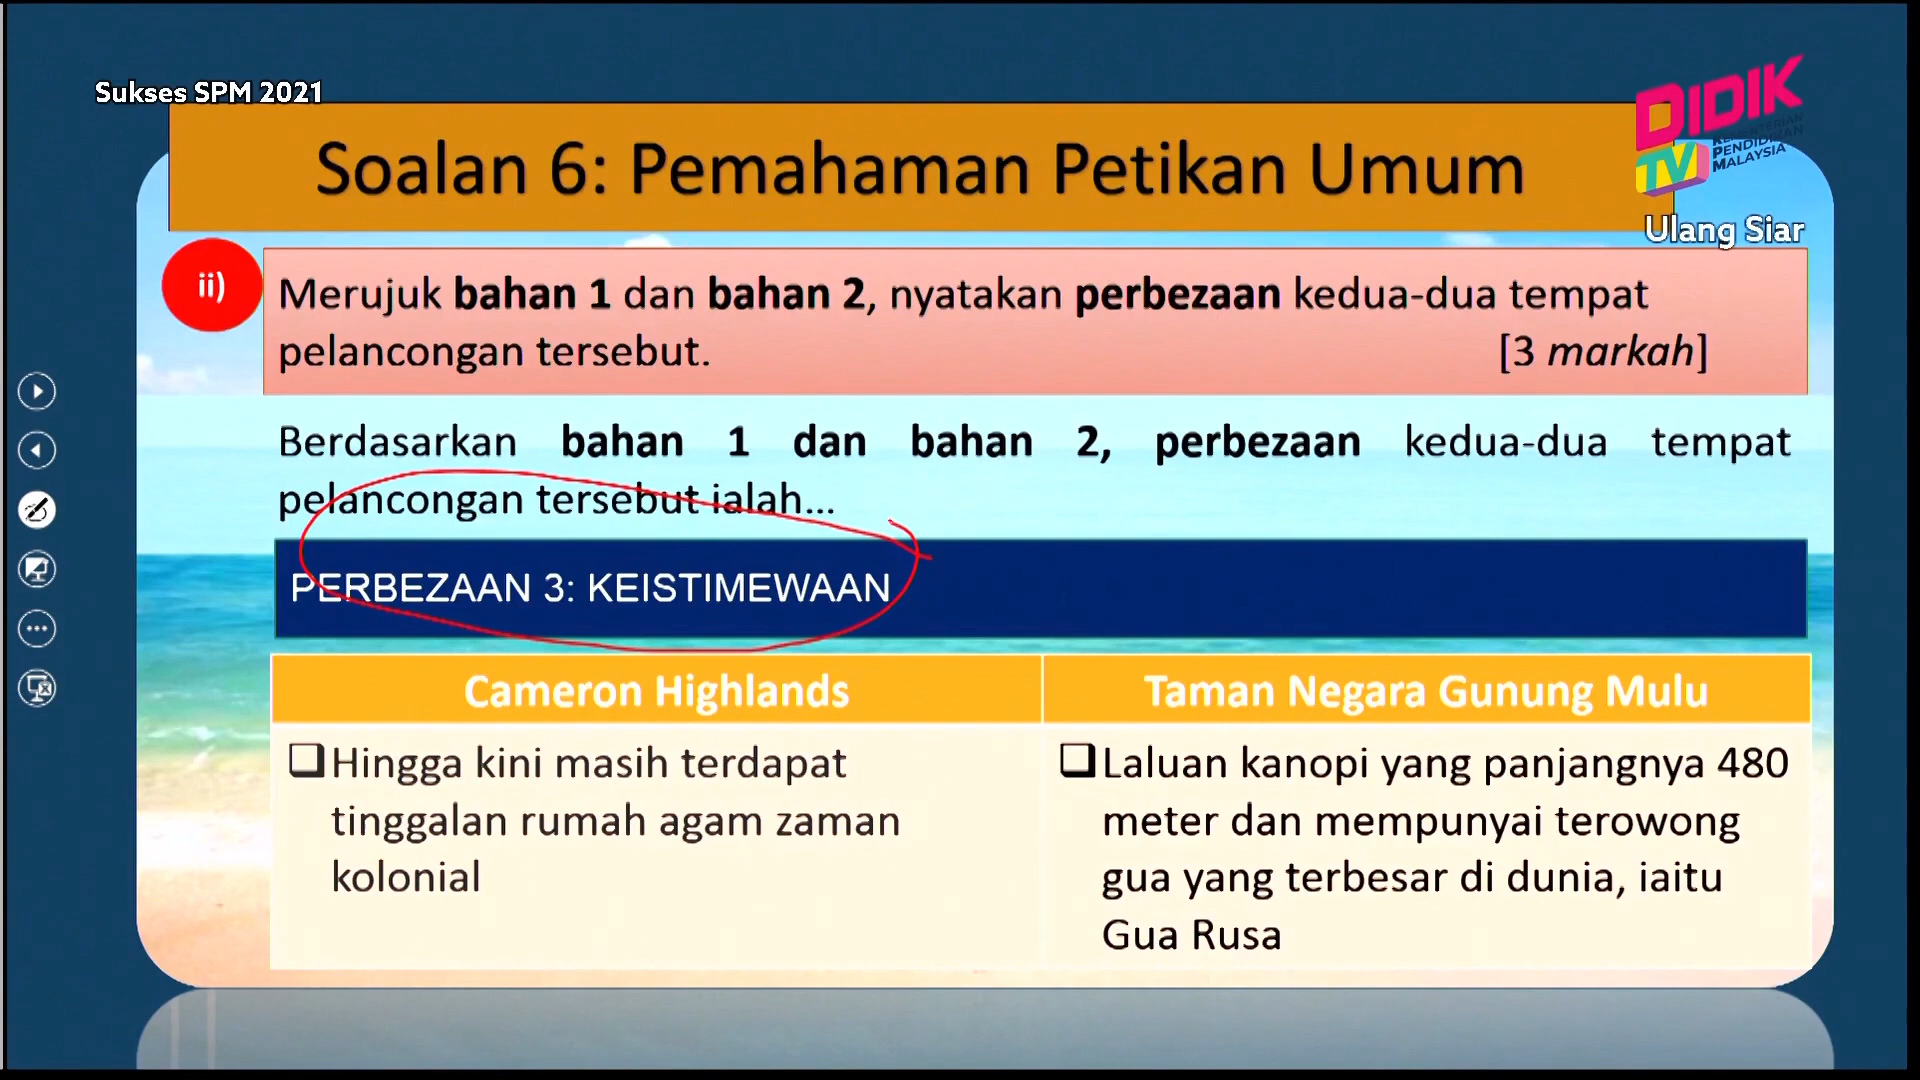 Sukses SPM 2021
DIDIK
TV
KEMENTERIAN
PENDIDIKAN
MALAYSIA
Ulang Siar
Soalan 6: Pemahaman Petikan Umum
ii)
Merujuk bahan 1 dan bahan 2, nyatakan perbezaan kedua-dua tempat
pelancongan tersebut. [3 markah]
Berdasarkan bahan 1 dan bahan 2, perbezaan kedua-dua tempat
pelancongan tersebut ialah...
PERBEZAAN 3: KEISTIMEWAAN
Cameron Highlands
Hingga kini masih terdapat
tinggalan rumah agam zaman
kolonial
Taman Negara Gunung Mulu
Laluan kanopi yang panjangnya 480
meter dan mempunyai terowong
gua yang terbesar di dunia, iaitu
Gua Rusa